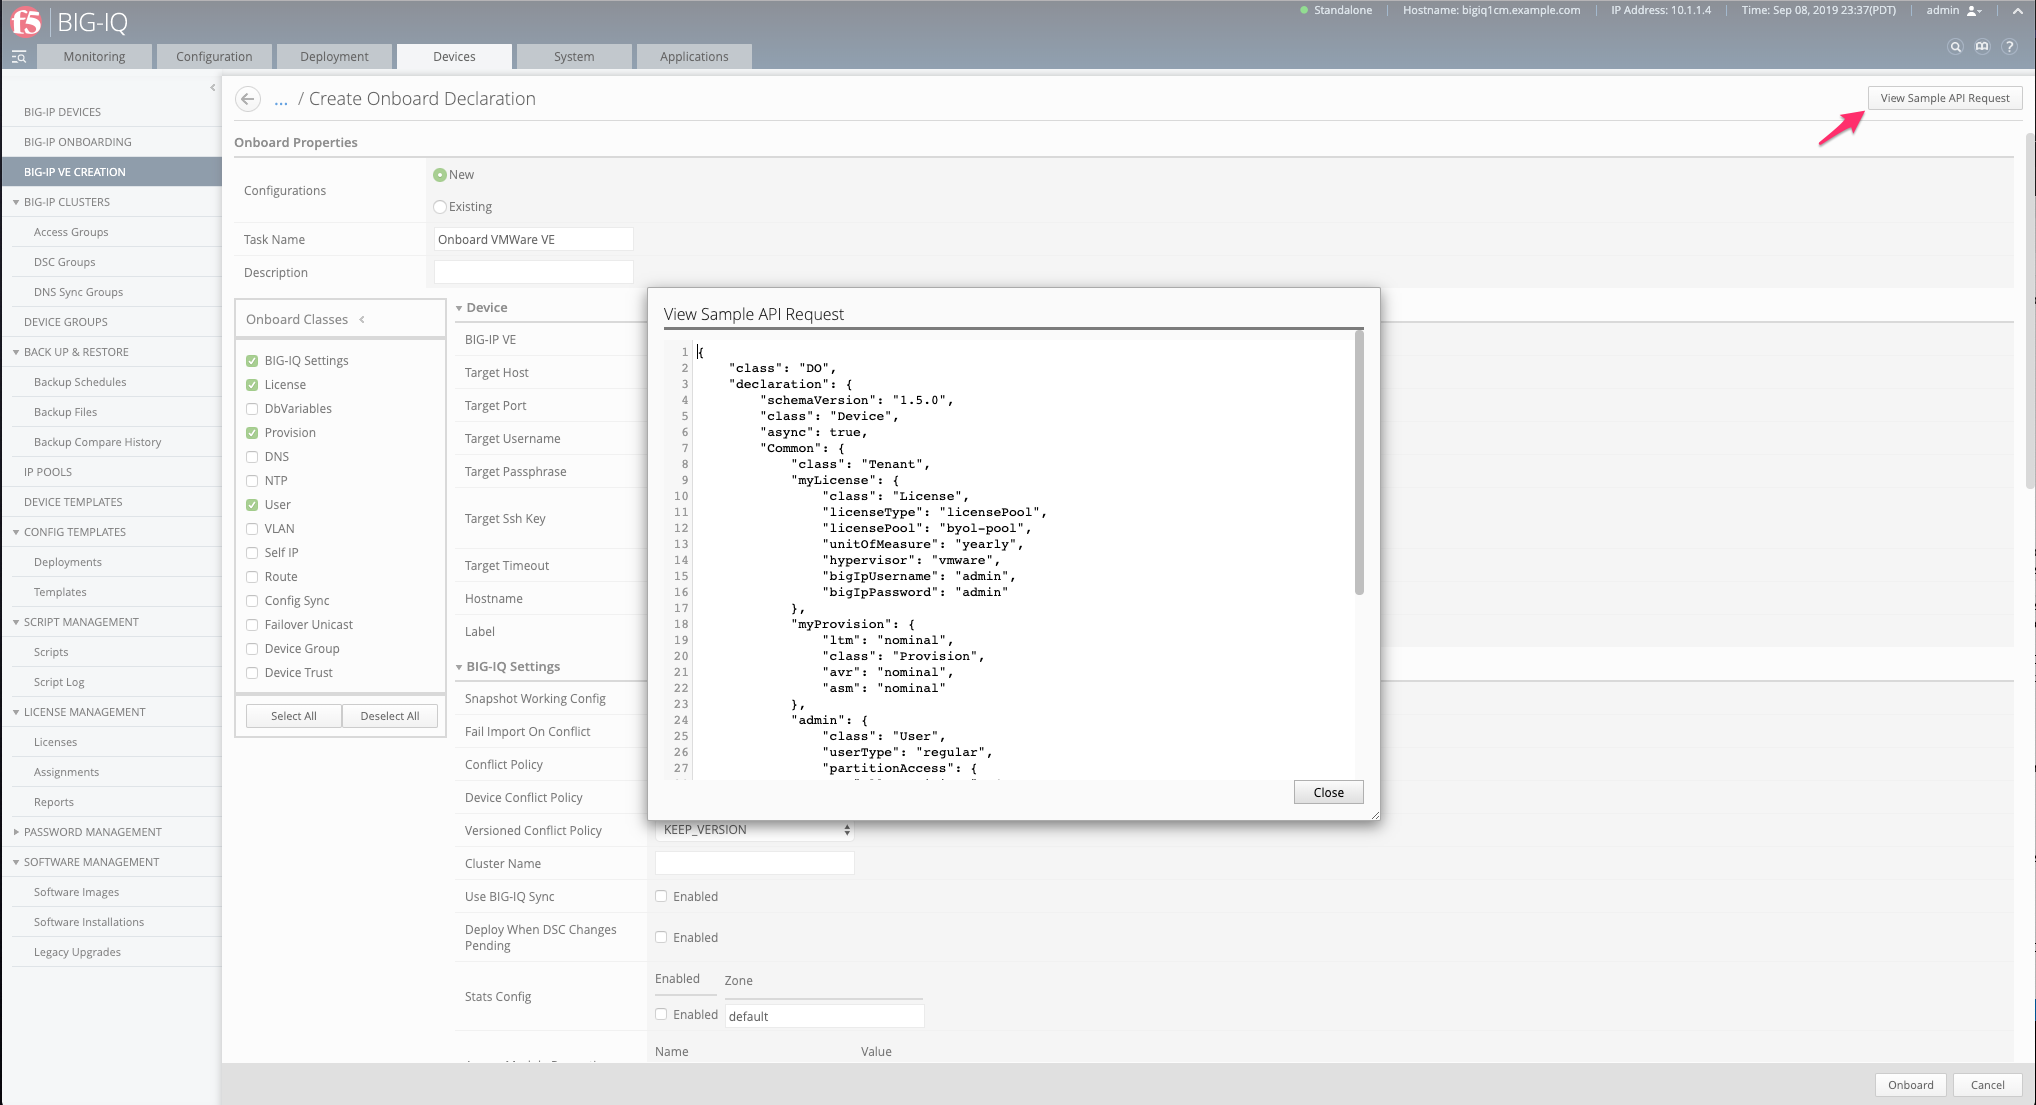 f5 BIG-IQ
Standalone
Hostname: bigiq1cm.example.com
IP Address: 10.1.1.4
Time: Sep 08, 2019 23:37(PDT)
admin
Monitoring
Configuration
Deployment
Devices
System
Applications
?
BIG-IP DEVICES
BIG-IP ONBOARDING
BIG-IP VE CREATION
BIG-IP CLUSTERS
Access Groups
DSC Groups
DNS Sync Groups
DEVICE GROUPS
BACK UP & RESTORE
Backup Schedules
Backup Files
Backup Compare History
IP POOLS
DEVICE TEMPLATES
CONFIG TEMPLATES
Deployments
Templates
SCRIPT MANAGEMENT
Scripts
Script Log
LICENSE MANAGEMENT
Licenses
Assignments
Reports
PASSWORD MANAGEMENT
SOFTWARE MANAGEMENT
Software Images
Software Installations
Legacy Upgrades
... / Create Onboard Declaration
View Sample API Request
Onboard Properties
Configurations
New
Existing
Task Name
Onboard VMWare VE
Description
Onboard Classes
BIG-IQ Settings
License
DbVariables
Provision
DNS
NTP
User
VLAN
Self IP
Route
Config Sync
Failover Unicast
Device Group
Device Trust
Select All
Deselect All
Device
BIG-IP VE
Target Host
Target Port
Target Username
Target Passphrase
Target Ssh Key
Target Timeout
Hostname
Label
BIG-IQ Settings
Snapshot Working Config
Fail Import On Conflict
Conflict Policy
Device Conflict Policy
Versioned Conflict Policy
KEEP_VERSION
Cluster Name
Use BIG-IQ Sync
Enabled
Deploy When DSC Changes
Pending
Enabled
Stats Config
Enabled
Zone
Enabled
default
Name
Value
View Sample API Request
1 {
2 "class": "DO",
3 "declaration": {
4 "schemaVersion": "1.5.0",
5 "class": "Device",
6 "async": true,
7 "Common": {
8 "class": "Tenant",
9 "myLicense": {
10 "class": "License",
11 "licenseType": "licensePool",
12 "licensePool": "byol-pool",
13 "unitOfMeasure": "yearly",
14 "hypervisor": "vmware",
15 "bigIpUsername": "admin",
16 "bigIpPassword": "admin"
17 },
18 "myProvision": {
19 "ltm": "nominal",
20 "class": "Provision",
21 "avr": "nominal",
22 "asm": "nominal"
23 },
24 "admin": {
25 "class": "User",
26 "userType": "regular",
27 "partitionAccess": {
Close
Onboard
Cancel